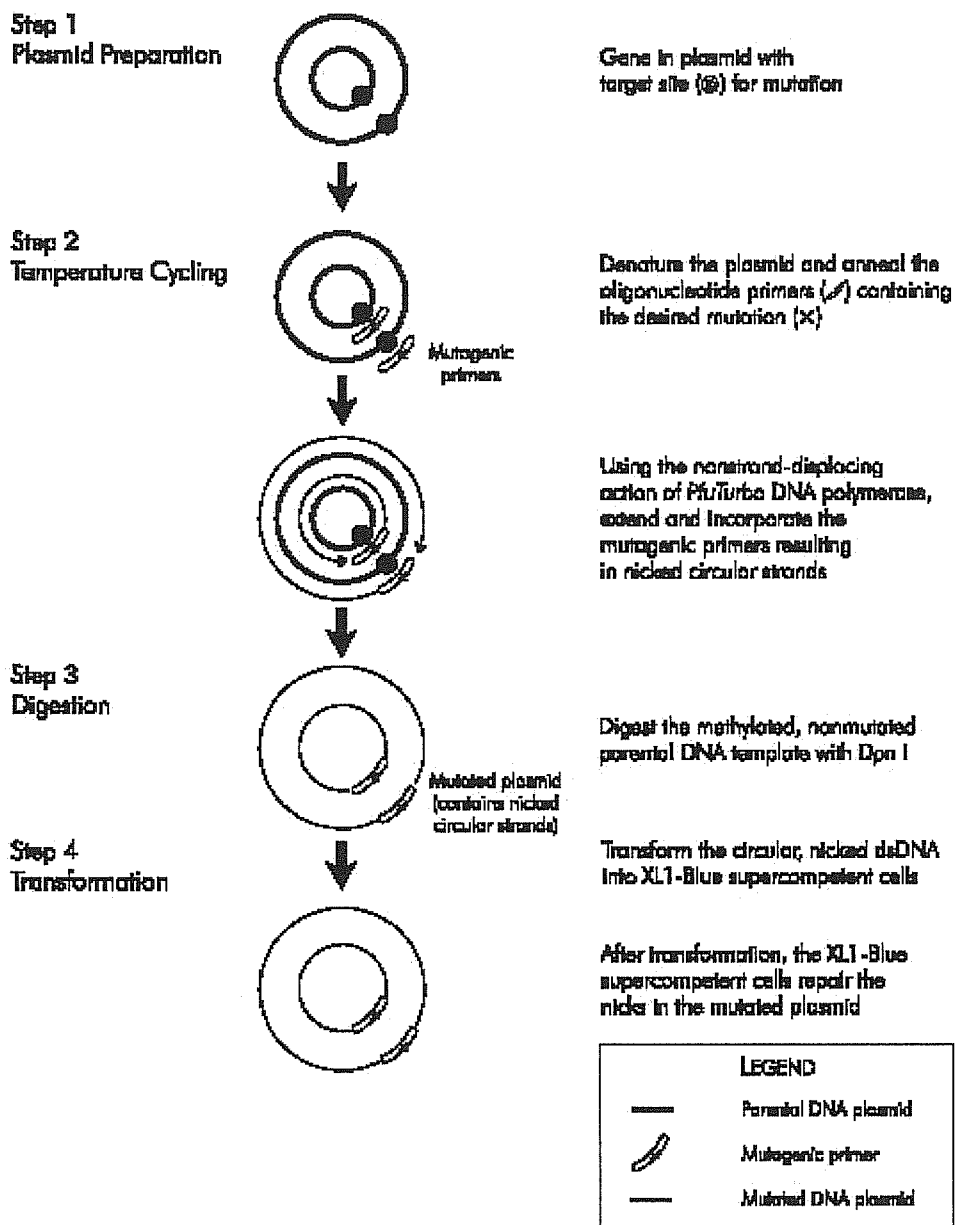 Step 1
Plasmid Preparation
Gene in plasmid with
target site (●) for mutation
Step 2
Temperature Cycling
Denature the plasmid and anneal the
oligonucleotide primers (⁄) containing
the desired mutation (×)
Mutagenic
primers
Using the nonstrand-displacing
action of PfuTurbo DNA polymerase,
extend and incorporate the
mutagenic primers resulting
in nicked circular strands
Step 3
Digestion
Digest the methylated, nonmutated
parental DNA template with Dpn I
Mutated plasmid
(contains nicked
circular strands)
Step 4
Transformation
Transform the circular, nicked dsDNA
into XL1-Blue supercompetent cells
After transformation, the XL1-Blue
supercompetent cells repair the
nicks in the mutated plasmid
LEGEND
Parental DNA plasmid
Mutagenic primer
Mutated DNA plasmid